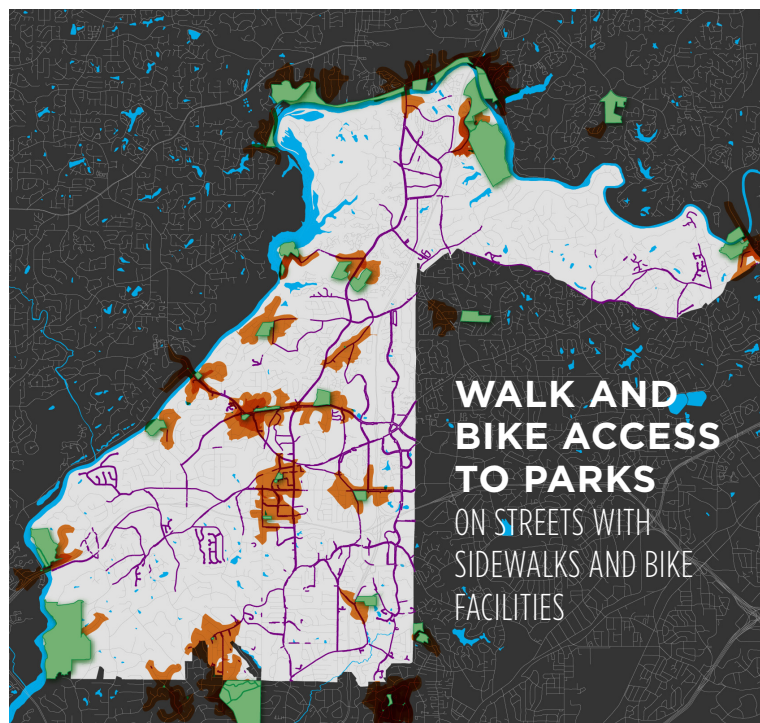 WALK AND
BIKE ACCESS
TO PARKS
ON STREETS WITH
SIDEWALKS AND BIKE
FACILITIES